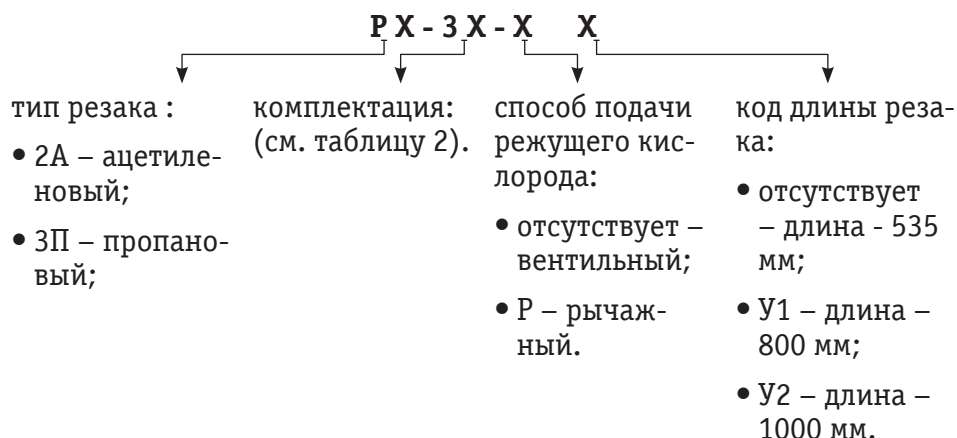 Р Х - 3 Х - Х Х
тип резака :
• 2А – ацетиле-
новый;
• 3П – пропано-
вый;
комплектация:
(см. таблицу 2).
способ подачи
режущего кис-
лорода:
• отсутствует –
вентильный;
• Р – рычаж-
ный.
код длины реза-
ка:
• отсутствует
– длина - 535
мм;
• У1 – длина –
800 мм;
• У2 – длина –
1000 мм.